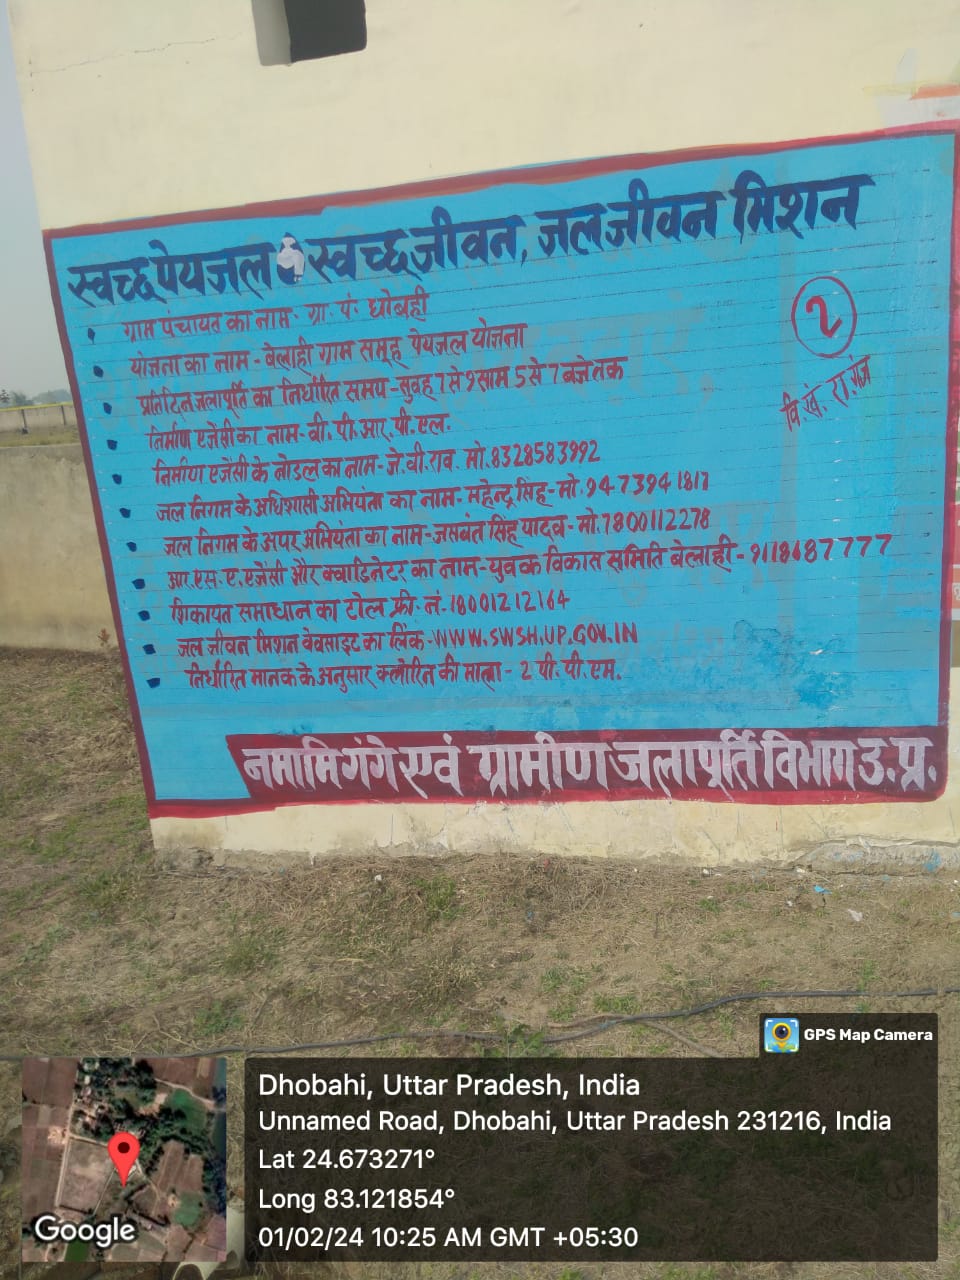 स्वच्छ पेयजल स्वच्छ जीवन, जल जीवन मिशन
ग्राम पंचायत का नाम- ग्रा. पं. धोबही
योजना का नाम - बेलाही ग्राम समूह पेयजल योजना
प्रतिदिन जलापूर्ति का निर्धारित समय - सुवह 7 से 9 साम 5 से 7 बजे तक
निर्माण एजेंसी का नाम - वी. पी. आर. पी. एल.
निर्माण एजेंसी के नोडल का नाम - जे. वी. राव. मो. 8328583992
जल निगम के अधिशासी अभियंता का नाम - महेन्द्र सिंह - मो. 9473941817
जल निगम के अपर अभियंता का नाम - जसवंत सिंह यादव - मो. 7800112278
आर. एस. ए. एजेंसी और क्वाडिनेटर का नाम - युवक विकास समिति बेलाही - 9118687777
शिकायत समाधान का टोल फ्री नं. 18001212164
जल जीवन मिशन वेवसाइट का लिंक - WWW.SWSH.UP.GOV.IN
निर्धारित मानक के अनुसार क्लोरिन की मात्रा - 2 पी. पी. एम.
2
वि. खं. रा. गंज
नमामि गंगे एवं ग्रामीण जलापूर्ति विभाग उ. प्र.
GPS Map Camera
Dhobahi, Uttar Pradesh, India
Unnamed Road, Dhobahi, Uttar Pradesh 231216, India
Lat 24.673271°
Long 83.121854°
01/02/24 10:25 AM GMT +05:30
Google